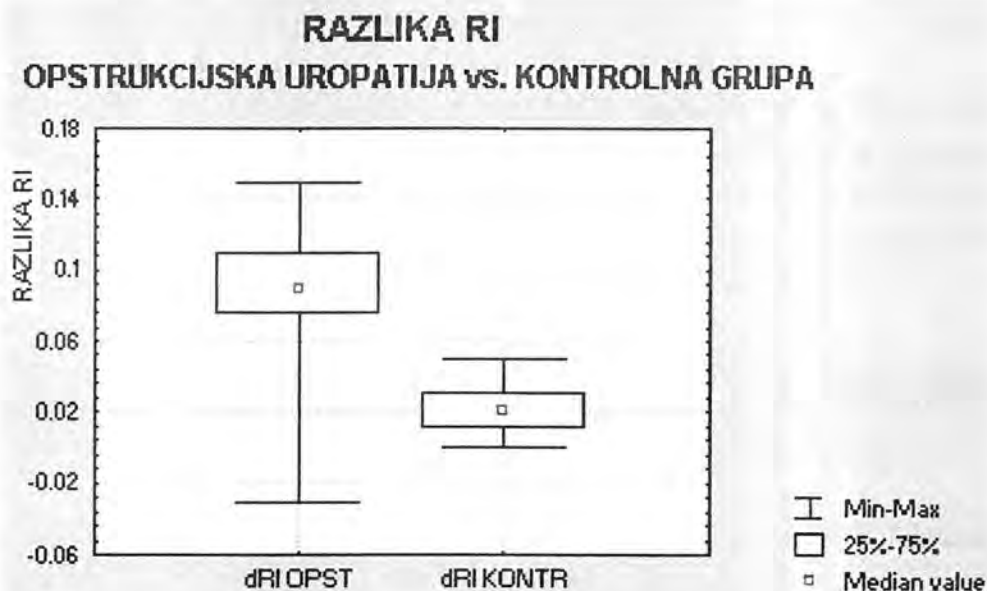 RAZLIKA RI
OPSTRUKCIJSKA UROPATIJA vs. KONTROLNA GRUPA
RAZLIKA RI
0.18
0.14
0.1
0.06
0.02
-0.02
-0.06
dRI OPST
dRI KONTR
Min-Max
25%-75%
Median value